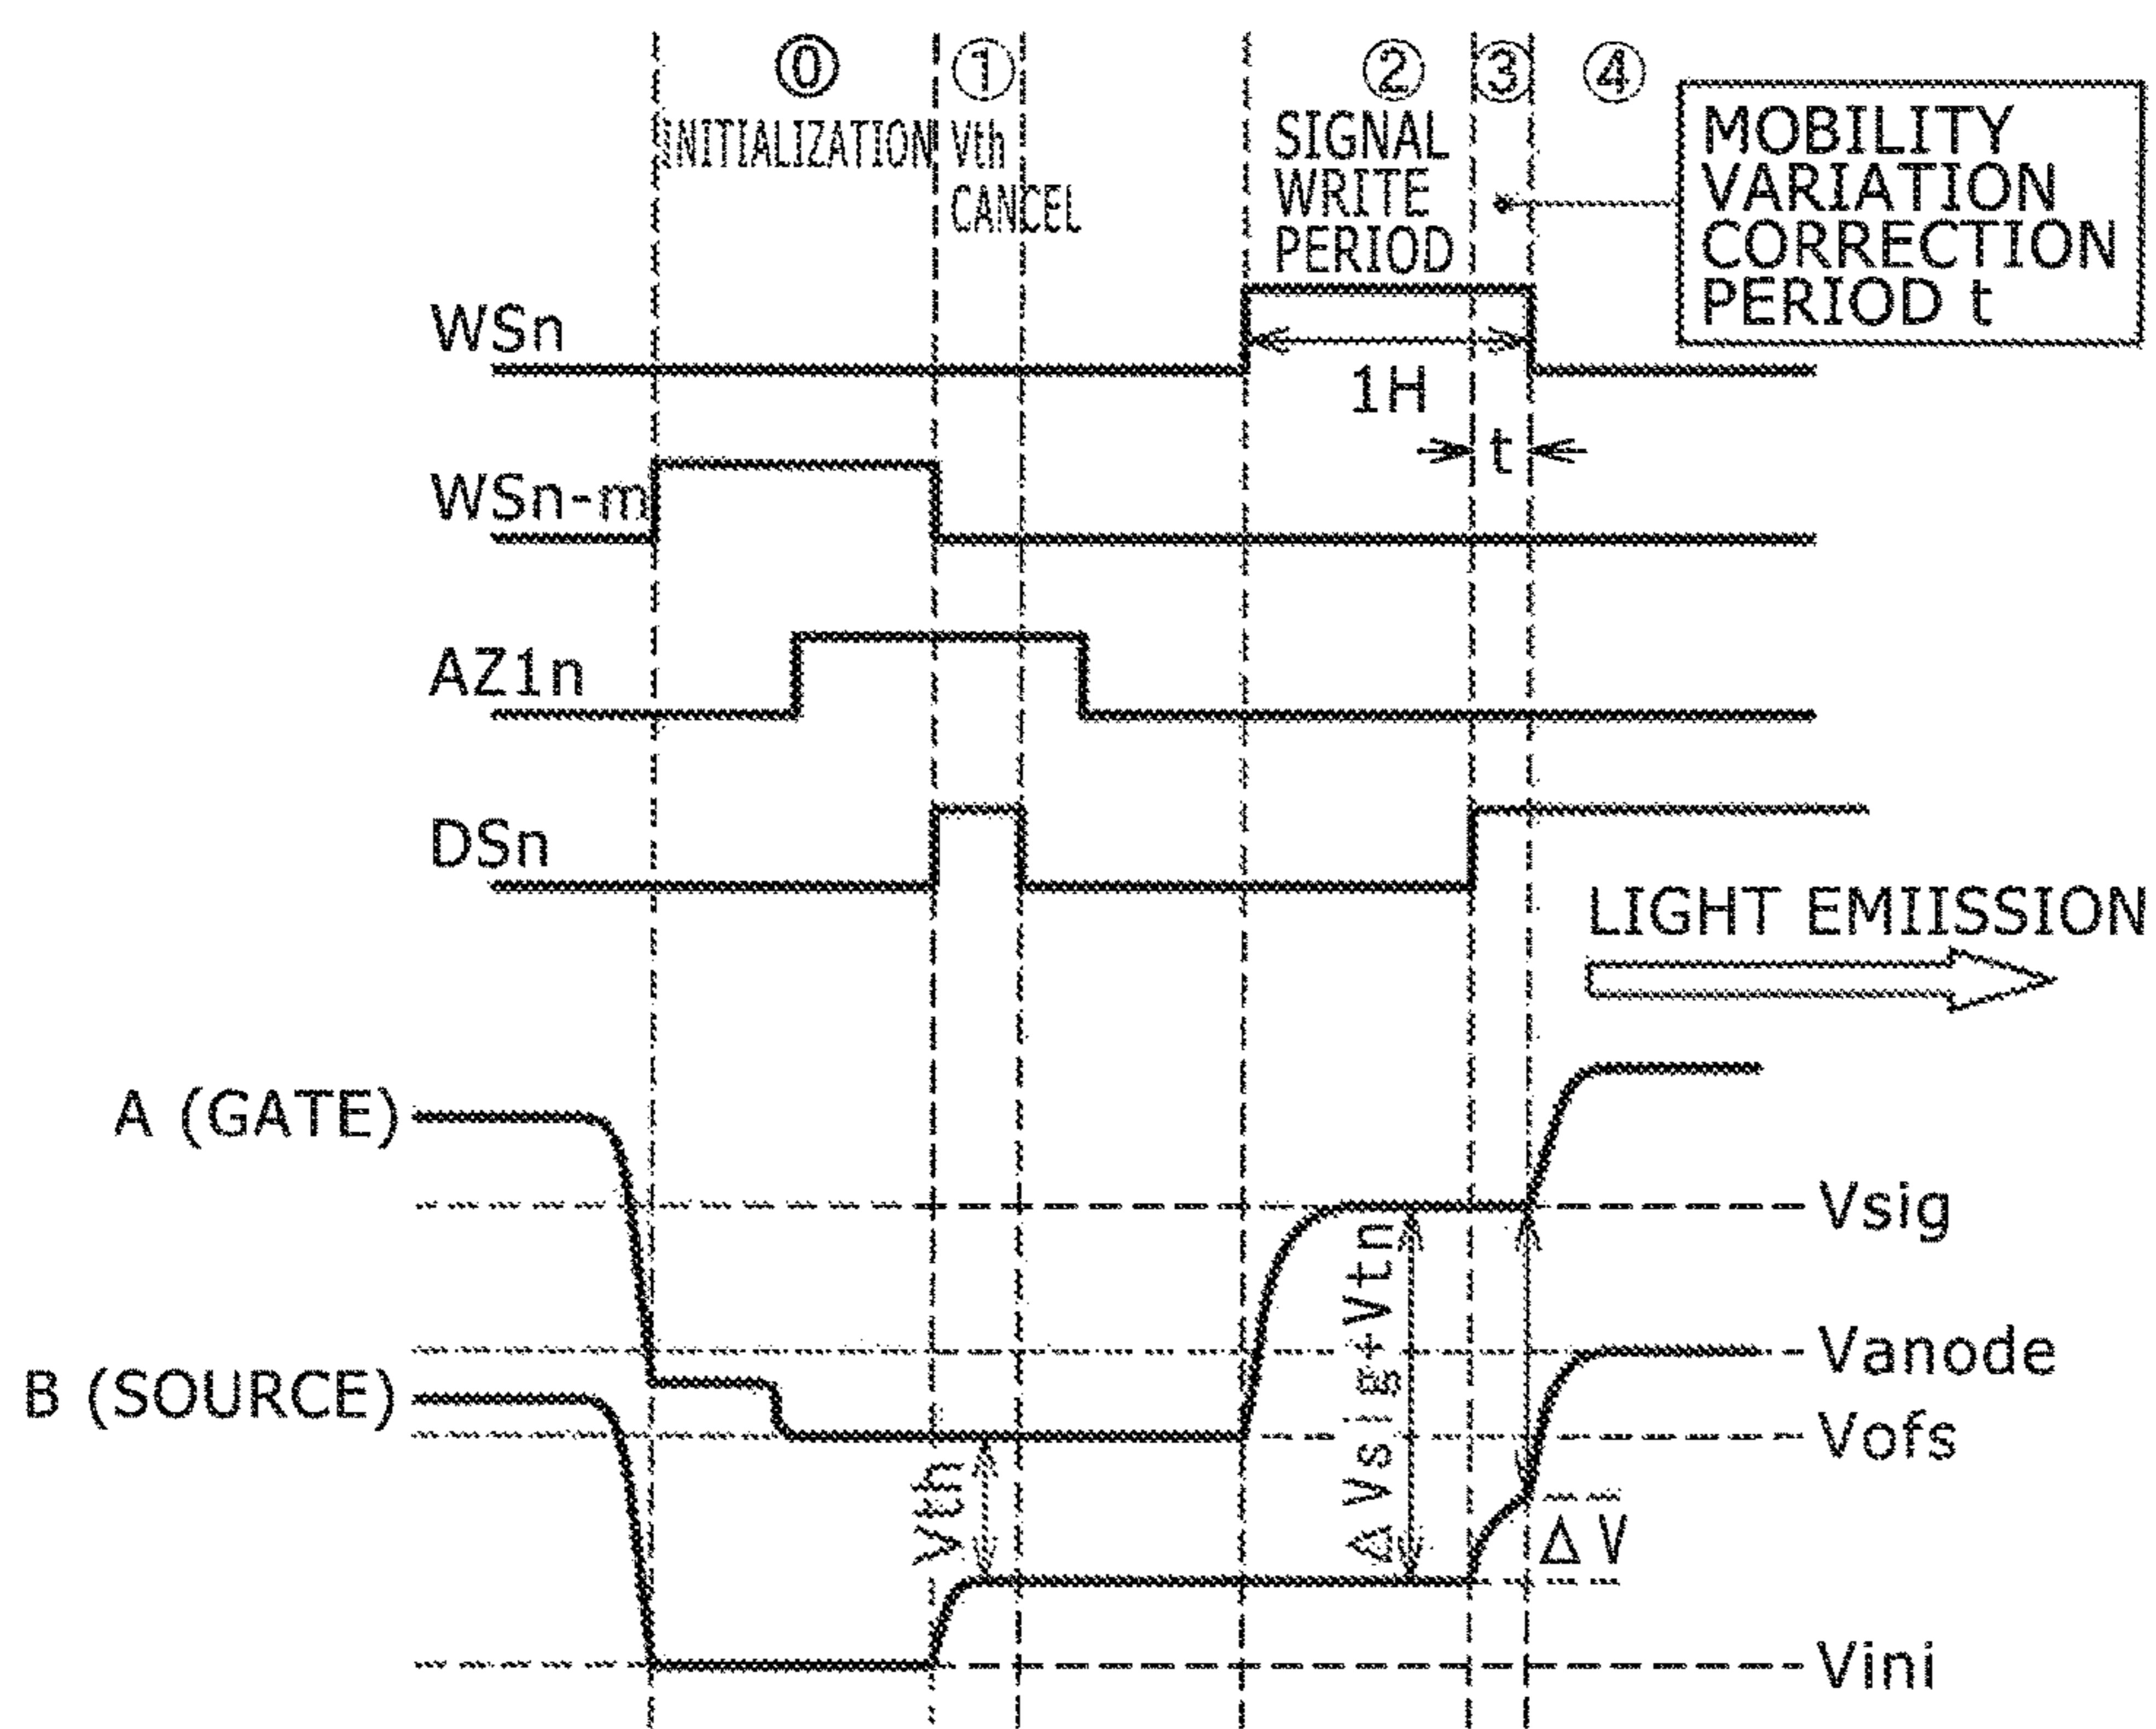 ⓪ ① ② ③ ④
INITIALIZATION
Vth
CANCEL
SIGNAL
WRITE
PERIOD
MOBILITY
VARIATION
CORRECTION
PERIOD t
WSn
1H
t
WSn-m
AZ1n
DSn
LIGHT EMIISSION
A (GATE)
Vsig
ΔVsig+Vtn
Vanode
B (SOURCE)
Vofs
Vth
ΔV
Vini